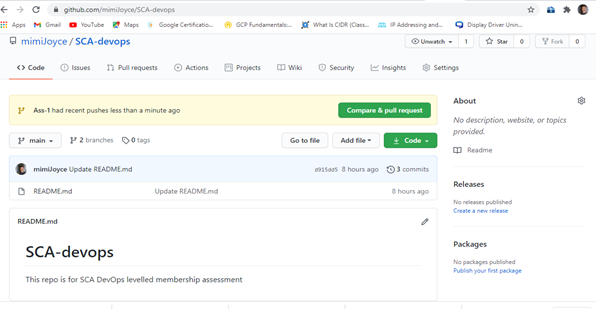 github.com/mimiJoyce/SCA-devops
Apps Gmail YouTube Maps Google Certificatio... GCP Fundamentals:... What Is CIDR (Class... IP Addressing and... Display Driver Unin...
mimiJoyce / SCA-devops
Unwatch 1 Star 0 Fork 0
Code Issues Pull requests Actions Projects Wiki Security Insights Settings
Ass-1 had recent pushes less than a minute ago
Compare & pull request
main 2 branches 0 tags
Go to file Add file Code
mimiJoyce Update README.md
8 hours ago 3 commits
README.md Update README.md 8 hours ago
README.md
SCA-devops
This repo is for SCA DevOps levelled membership assessment
About
No description, website, or topics
provided.
Readme
Releases
No releases published
Create a new release
Packages
No packages published
Publish your first package